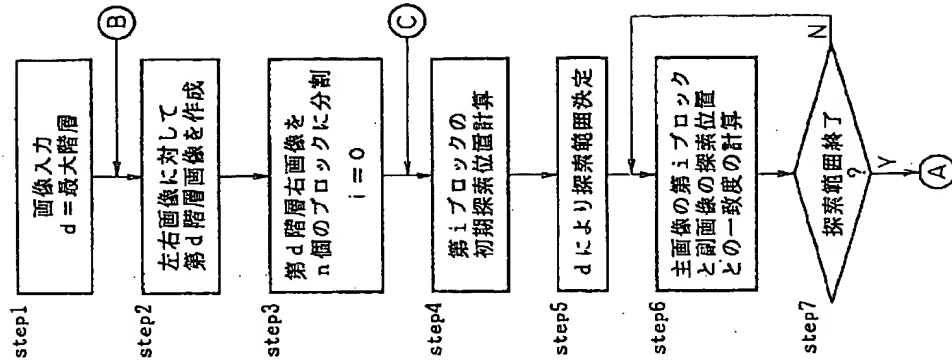 step1
画像入力
d＝最大階層
B
step2
左右画像に対して
第d階層画像を作成
step3
第d階層右画像を
n個のブロックに分割
i＝0
C
step4
第iブロックの
初期探索位置計算
step5
dにより探索範囲決定
step6
主画像の第iブロック
と副画像の探索位置
との一致度の計算
step7
探索範囲終了
?
N
Y
A